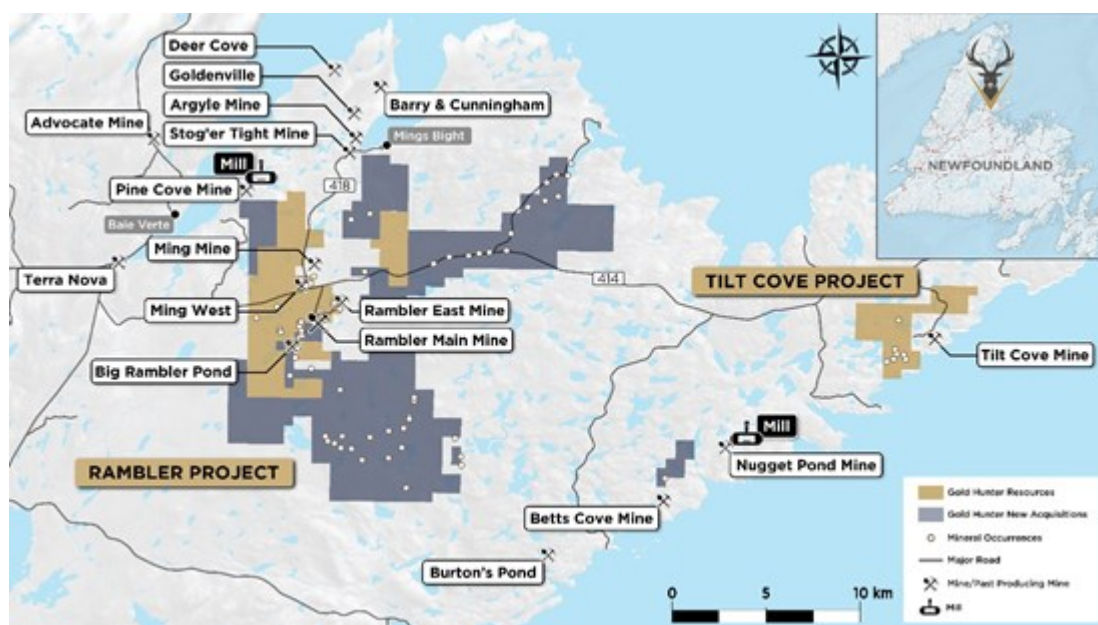 Deer Cove
Goldenville
Argyle Mine
Barry & Cunningham
Advocate Mine
Stog'er Tight Mine
Mings Bight
Mill
418
Pine Cove Mine
Baie Verte
NEWFOUNDLAND
Ming Mine
Terra Nova
414
TILT COVE PROJECT
Ming West
Rambler East Mine
Rambler Main Mine
Tilt Cove Mine
Big Rambler Pond
Mill
RAMBLER PROJECT
Nugget Pond Mine
Betts Cove Mine
Burton's Pond
Gold Hunter Resources
Gold Hunter New Acquisitions
Mineral Occurrences
Major Road
Mine/Past Producing Mine
Mill
0 5 10 km